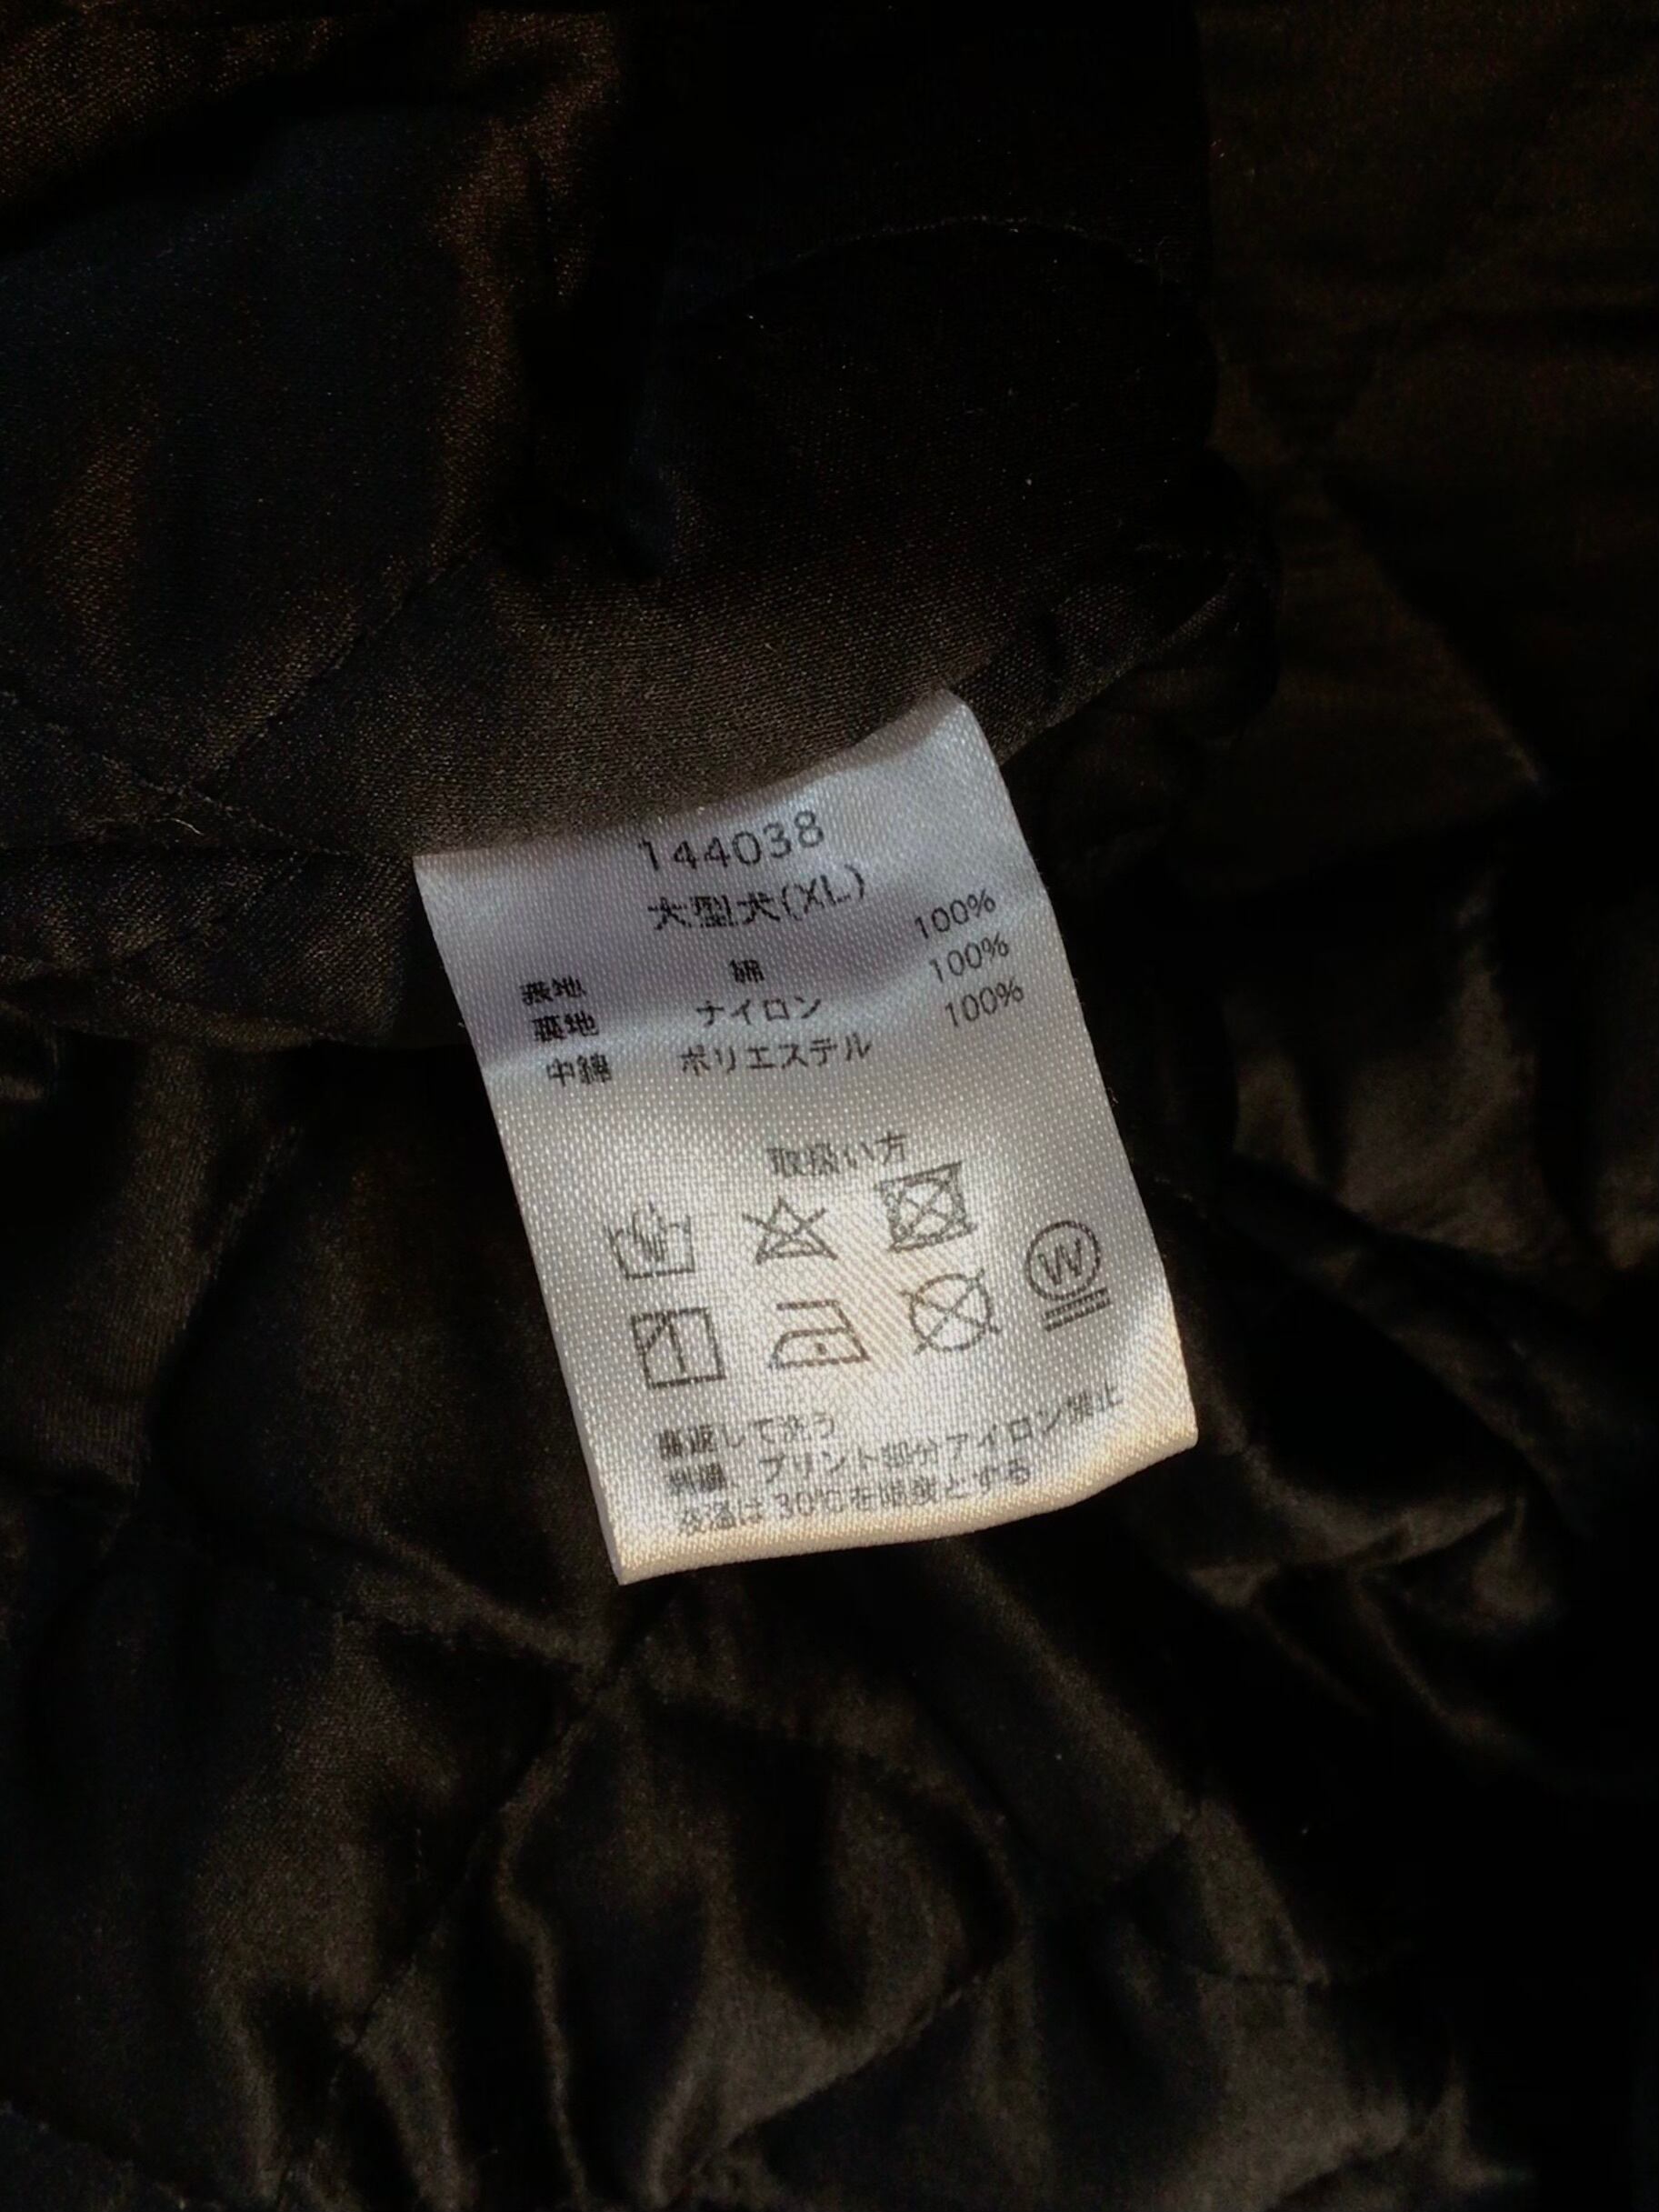 144038
大型犬(XL)
表地 綿 100%
裏地 ナイロン 100%
中綿 ポリエステル 100%
取扱い方
W
裏返して洗う
刺繍、プリント部分アイロン禁止
液温は30℃を限度とする